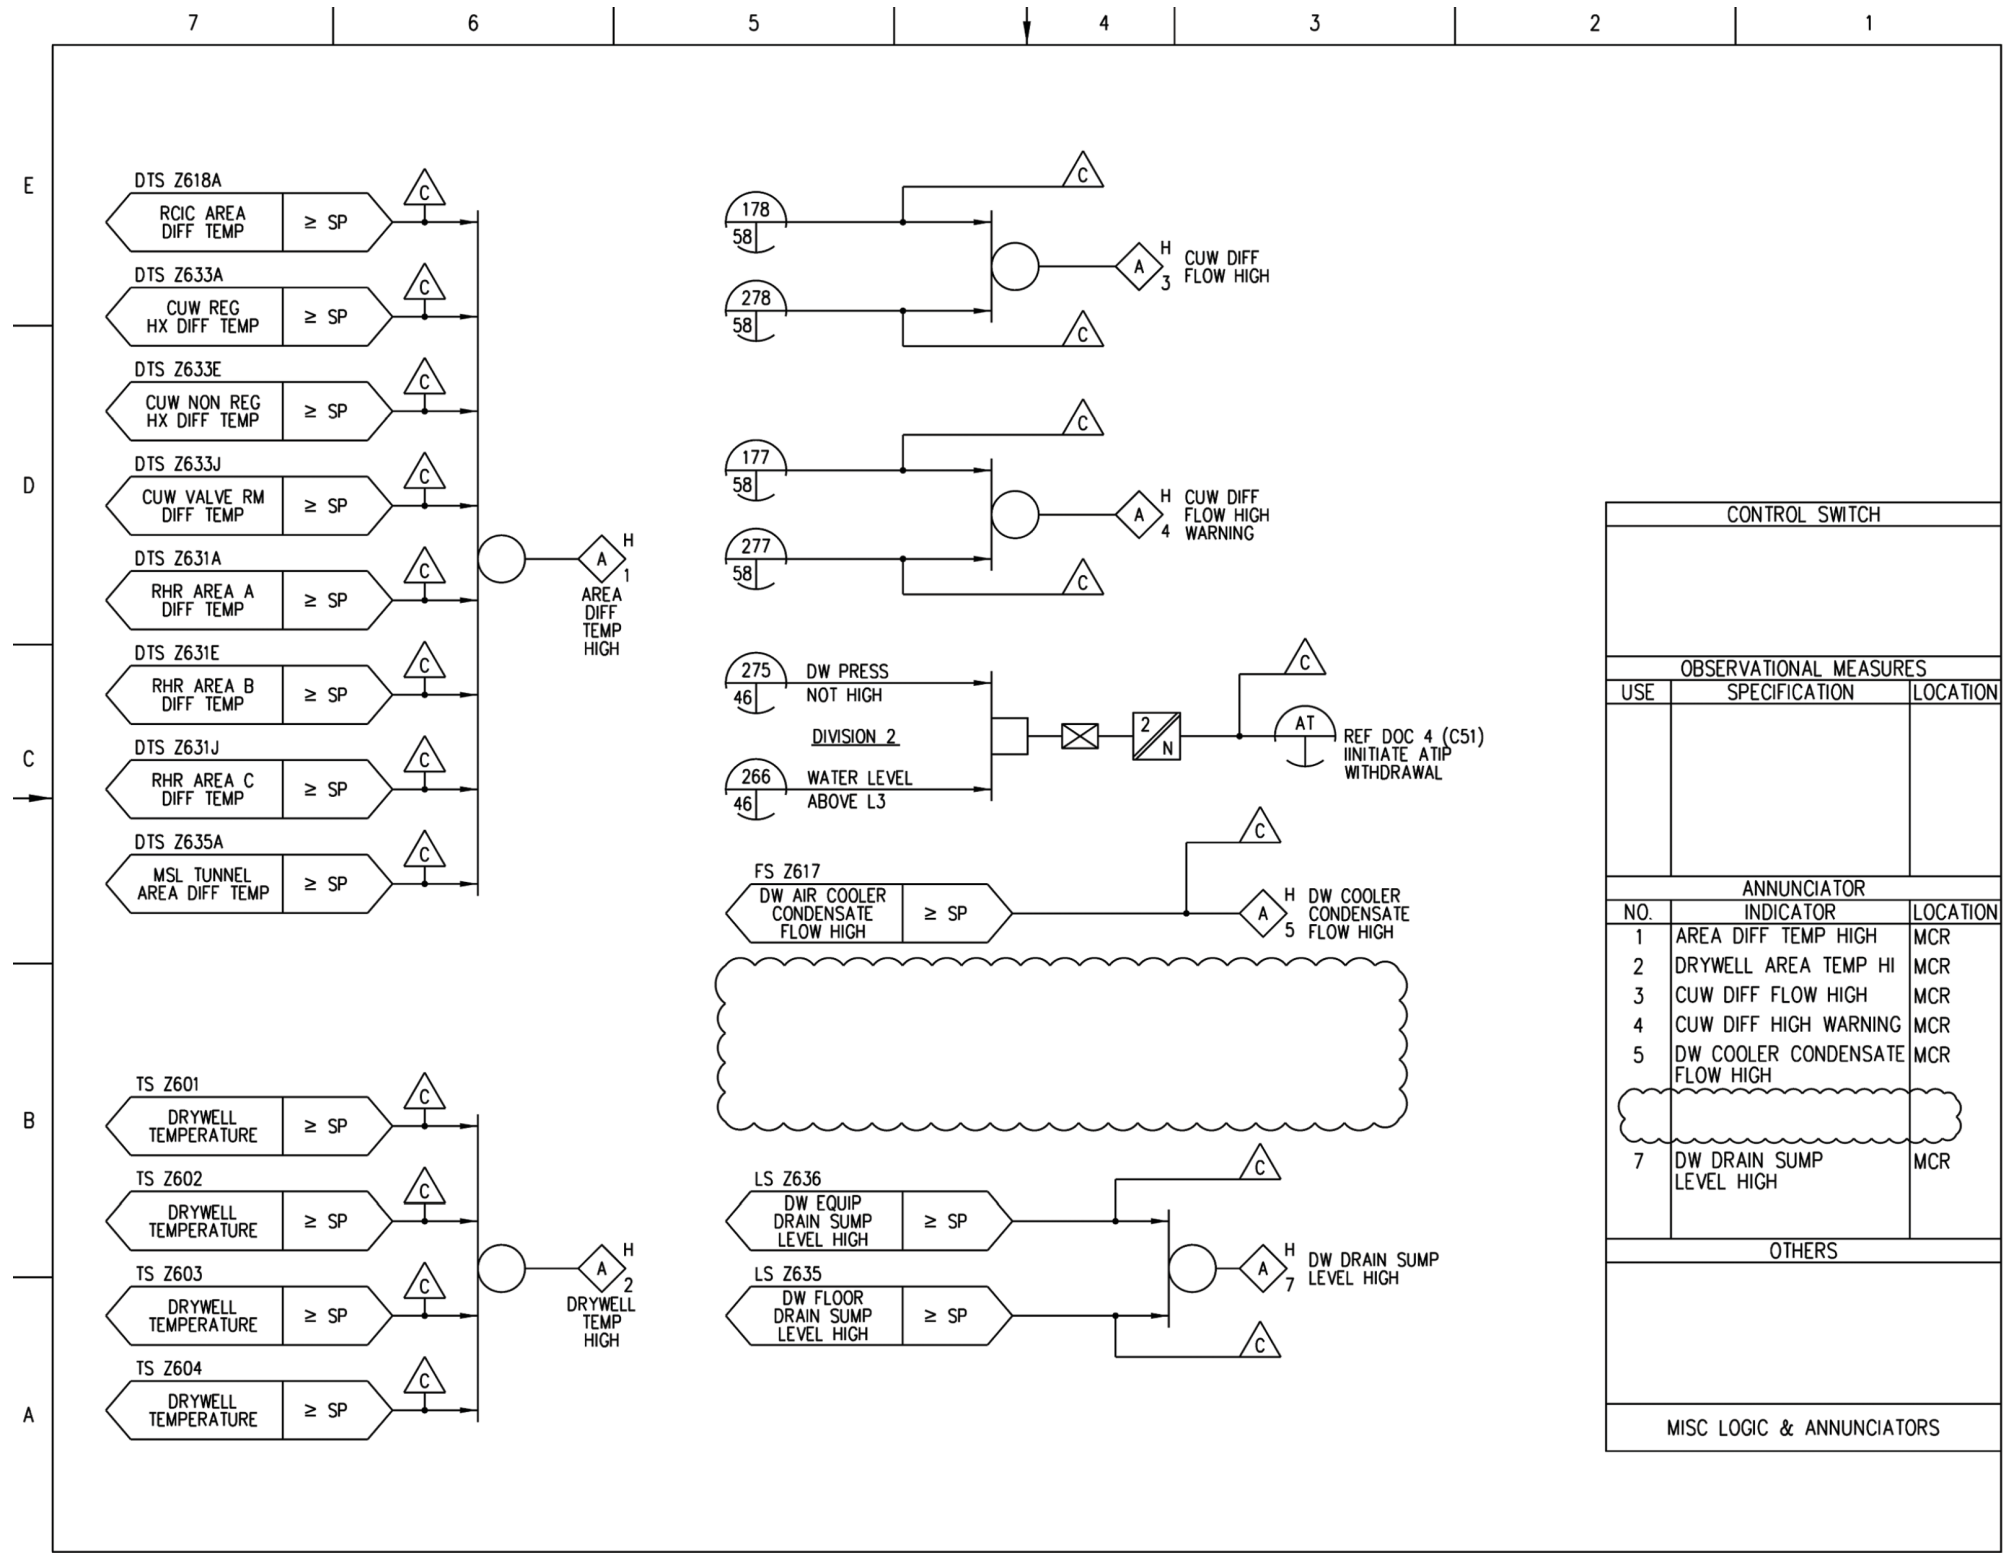 7 6 5 4 3 2 1
E
D
C
B
A
DTS Z618A
RCIC AREA
DIFF TEMP
≥ SP
C
DTS Z633A
CUW REG
HX DIFF TEMP
≥ SP
C
DTS Z633E
CUW NON REG
HX DIFF TEMP
≥ SP
C
DTS Z633J
CUW VALVE RM
DIFF TEMP
≥ SP
C
DTS Z631A
RHR AREA A
DIFF TEMP
≥ SP
C
DTS Z631E
RHR AREA B
DIFF TEMP
≥ SP
C
DTS Z631J
RHR AREA C
DIFF TEMP
≥ SP
C
DTS Z635A
MSL TUNNEL
AREA DIFF TEMP
≥ SP
C
A
H
1
AREA
DIFF
TEMP
HIGH
TS Z601
DRYWELL
TEMPERATURE
≥ SP
C
TS Z602
DRYWELL
TEMPERATURE
≥ SP
C
TS Z603
DRYWELL
TEMPERATURE
≥ SP
C
TS Z604
DRYWELL
TEMPERATURE
≥ SP
C
A
H
2
DRYWELL
TEMP
HIGH
178
58
C
278
58
C
A
H
3
CUW DIFF
FLOW HIGH
177
58
C
277
58
C
A
H
4
CUW DIFF
FLOW HIGH
WARNING
275
46
DW PRESS
NOT HIGH
DIVISION 2
266
46
WATER LEVEL
ABOVE L3
2
N
C
AT
REF DOC 4 (C51)
IINITIATE ATIP
WITHDRAWAL
FS Z617
DW AIR COOLER
CONDENSATE
FLOW HIGH
≥ SP
C
A
H
5
DW COOLER
CONDENSATE
FLOW HIGH
LS Z636
DW EQUIP
DRAIN SUMP
LEVEL HIGH
≥ SP
C
LS Z635
DW FLOOR
DRAIN SUMP
LEVEL HIGH
≥ SP
C
A
H
7
DW DRAIN SUMP
LEVEL HIGH
CONTROL SWITCH
OBSERVATIONAL MEASURES
USE SPECIFICATION LOCATION
ANNUNCIATOR
NO. INDICATOR LOCATION
1 AREA DIFF TEMP HIGH MCR
2 DRYWELL AREA TEMP HI MCR
3 CUW DIFF FLOW HIGH MCR
4 CUW DIFF HIGH WARNING MCR
5 DW COOLER CONDENSATE MCR
FLOW HIGH
7 DW DRAIN SUMP MCR
LEVEL HIGH
OTHERS
MISC LOGIC & ANNUNCIATORS